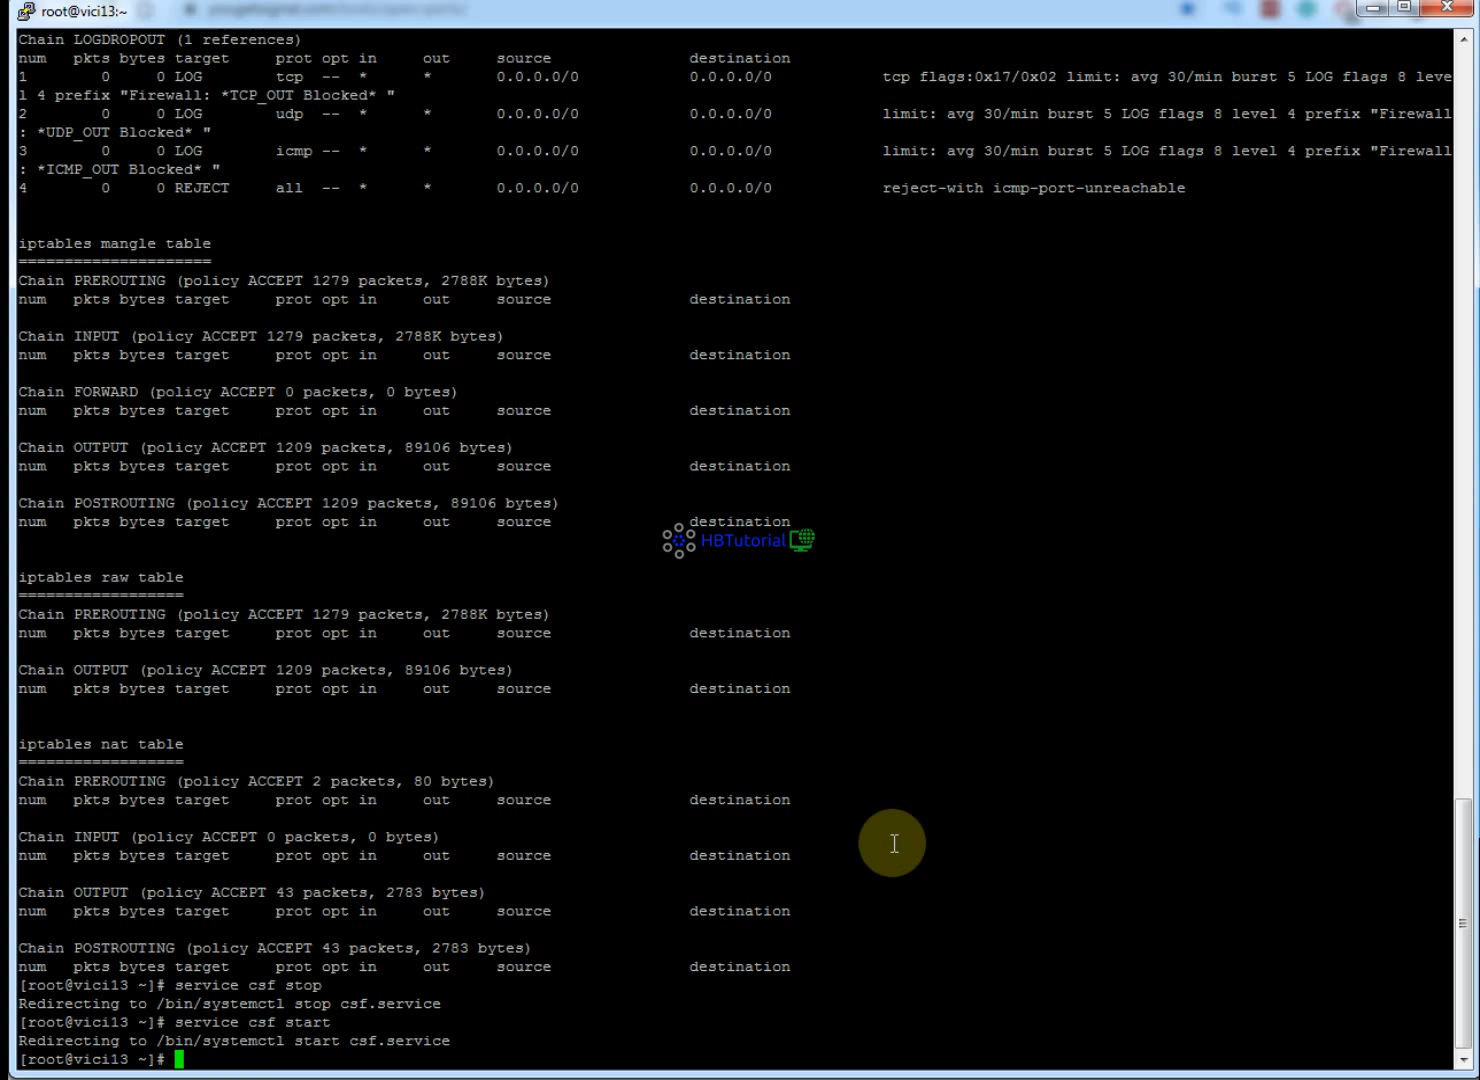 root@vici13:~
Chain LOGDROPOUT (1 references)
num   pkts bytes target     prot opt in     out     source               destination
1        0     0 LOG        tcp  --  *      *       0.0.0.0/0            0.0.0.0/0            tcp flags:0x17/0x02 limit: avg 30/min burst 5 LOG flags 8 leve
l 4 prefix "Firewall: *TCP_OUT Blocked* "
2        0     0 LOG        udp  --  *      *       0.0.0.0/0            0.0.0.0/0            limit: avg 30/min burst 5 LOG flags 8 level 4 prefix "Firewall
: *UDP_OUT Blocked* "
3        0     0 LOG        icmp --  *      *       0.0.0.0/0            0.0.0.0/0            limit: avg 30/min burst 5 LOG flags 8 level 4 prefix "Firewall
: *ICMP_OUT Blocked* "
4        0     0 REJECT     all  --  *      *       0.0.0.0/0            0.0.0.0/0            reject-with icmp-port-unreachable
iptables mangle table
=====================
Chain PREROUTING (policy ACCEPT 1279 packets, 2788K bytes)
num   pkts bytes target     prot opt in     out     source               destination
Chain INPUT (policy ACCEPT 1279 packets, 2788K bytes)
num   pkts bytes target     prot opt in     out     source               destination
Chain FORWARD (policy ACCEPT 0 packets, 0 bytes)
num   pkts bytes target     prot opt in     out     source               destination
Chain OUTPUT (policy ACCEPT 1209 packets, 89106 bytes)
num   pkts bytes target     prot opt in     out     source               destination
Chain POSTROUTING (policy ACCEPT 1209 packets, 89106 bytes)
num   pkts bytes target     prot opt in     out     source               destination
HBTutorial
iptables raw table
==================
Chain PREROUTING (policy ACCEPT 1279 packets, 2788K bytes)
num   pkts bytes target     prot opt in     out     source               destination
Chain OUTPUT (policy ACCEPT 1209 packets, 89106 bytes)
num   pkts bytes target     prot opt in     out     source               destination
iptables nat table
==================
Chain PREROUTING (policy ACCEPT 2 packets, 80 bytes)
num   pkts bytes target     prot opt in     out     source               destination
Chain INPUT (policy ACCEPT 0 packets, 0 bytes)
num   pkts bytes target     prot opt in     out     source               destination
Chain OUTPUT (policy ACCEPT 43 packets, 2783 bytes)
num   pkts bytes target     prot opt in     out     source               destination
Chain POSTROUTING (policy ACCEPT 43 packets, 2783 bytes)
num   pkts bytes target     prot opt in     out     source               destination
[root@vici13 ~]# service csf stop
Redirecting to /bin/systemctl stop csf.service
[root@vici13 ~]# service csf start
Redirecting to /bin/systemctl start csf.service
[root@vici13 ~]#